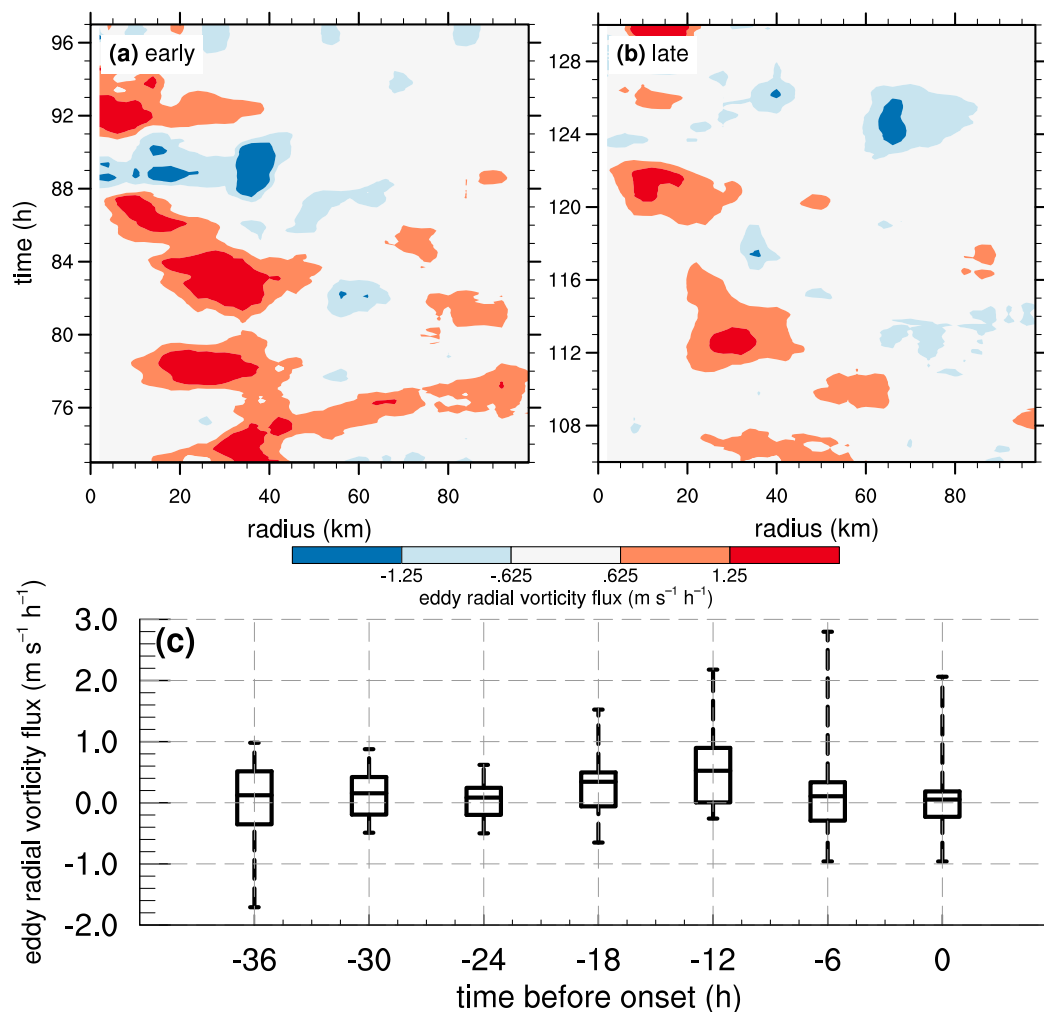 (a) early
(b) late
time (h)
96
92
88
84
80
76
128
124
120
116
112
108
0 20 40 60 80
0 20 40 60 80
radius (km)
radius (km)
-1.25 -.625 .625 1.25
eddy radial vorticity flux (m s⁻¹ h⁻¹)
(c)
eddy radial vorticity flux (m s⁻¹ h⁻¹)
3.0
2.0
1.0
0.0
-1.0
-2.0
-36 -30 -24 -18 -12 -6 0
time before onset (h)